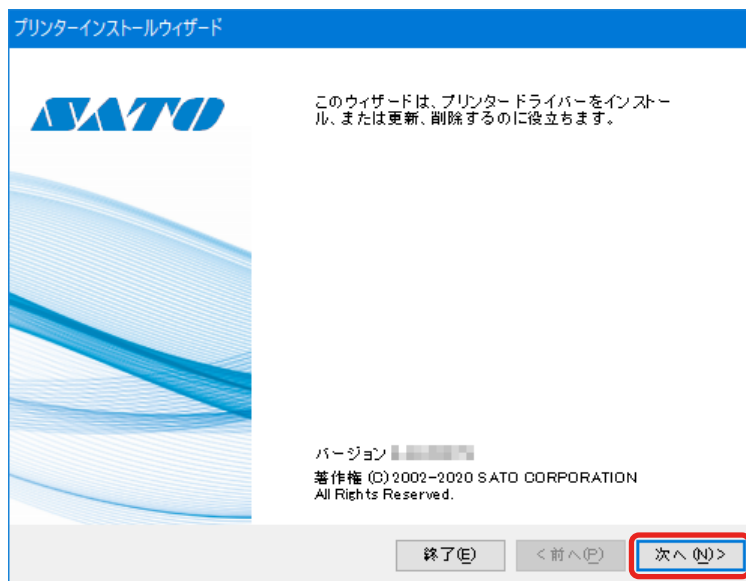 プリンターインストールウィザード
SATO
このウィザードは、プリンター ドライバーをインストー
ル、または更新、削除するのに役立ちます。
バージョン
著作権 (C) 2002-2020 SATO CORPORATION
All Rights Reserved.
終了(E)
<前へ(P)
次へ(N)>